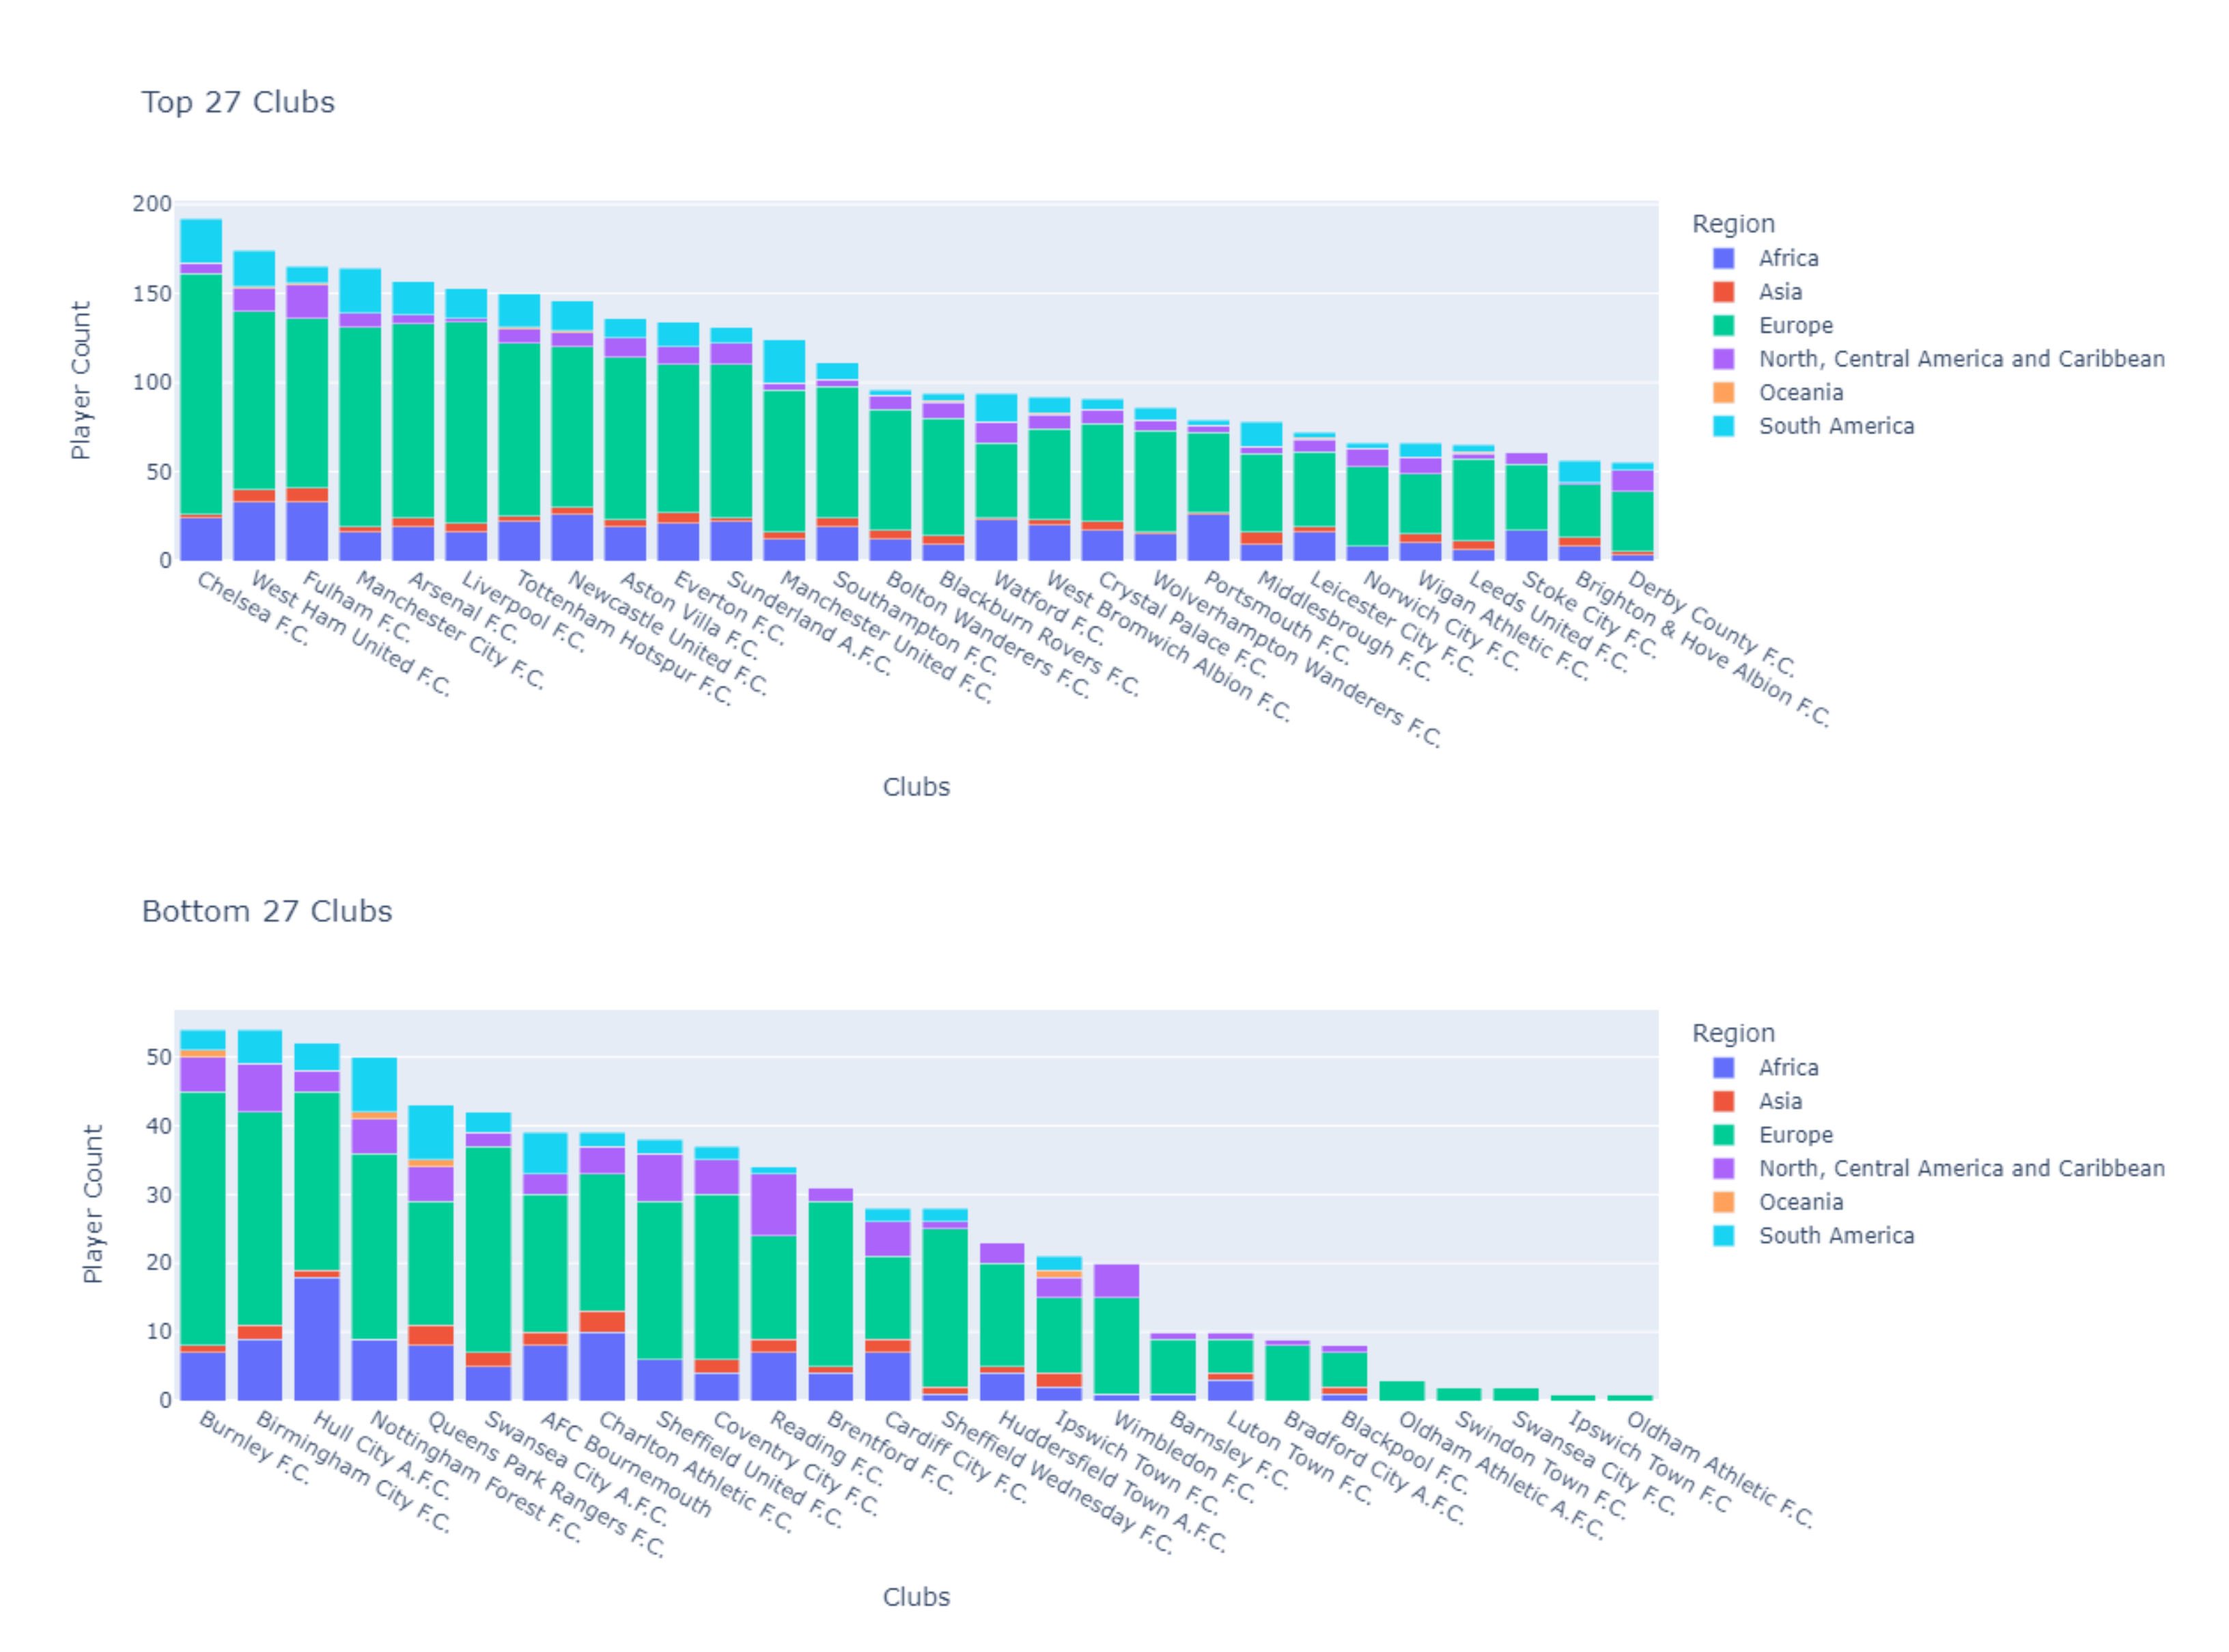 Top 27 Clubs
200
150
100
50
0
Player Count
Chelsea F.C.
West Ham United F.C.
Fulham F.C.
Manchester City F.C.
Arsenal F.C.
Liverpool F.C.
Tottenham Hotspur F.C.
Newcastle United F.C.
Aston Villa F.C.
Everton F.C.
Sunderland A.F.C.
Manchester United F.C.
Southampton F.C.
Bolton Wanderers F.C.
Blackburn Rovers F.C.
Watford F.C.
West Bromwich Albion F.C.
Crystal Palace F.C.
Wolverhampton Wanderers F.C.
Portsmouth F.C.
Middlesbrough F.C.
Leicester City F.C.
Norwich City F.C.
Wigan Athletic F.C.
Leeds United F.C.
Stoke City F.C.
Brighton & Hove Albion F.C.
Derby County F.C.
Clubs
Region
Africa
Asia
Europe
North, Central America and Caribbean
Oceania
South America
Bottom 27 Clubs
50
40
30
20
10
0
Player Count
Burnley F.C.
Birmingham City F.C.
Hull City A.F.C.
Nottingham Forest F.C.
Queens Park Rangers F.C.
Swansea City A.F.C.
AFC Bournemouth
Charlton Athletic F.C.
Sheffield United F.C.
Coventry City F.C.
Reading F.C.
Brentford F.C.
Cardiff City F.C.
Sheffield Wednesday F.C.
Huddersfield Town A.F.C.
Ipswich Town F.C.
Wimbledon F.C.
Barnsley F.C.
Luton Town F.C.
Bradford City A.F.C.
Blackpool F.C.
Oldham Athletic A.F.C.
Swindon Town F.C.
Swansea City F.C.
Ipswich Town F.C
Oldham Athletic F.C.
Clubs
Region
Africa
Asia
Europe
North, Central America and Caribbean
Oceania
South America